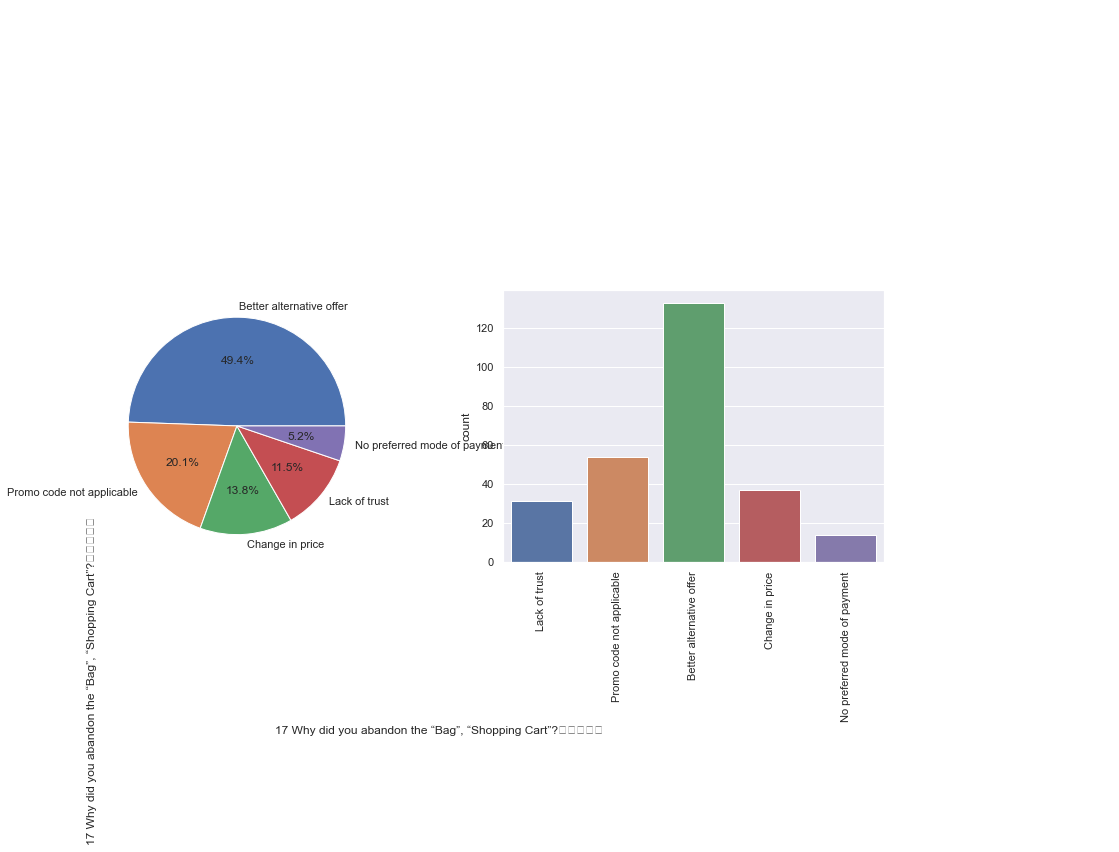 Better alternative offer
49.4%
5.2%
No preferred mode of paymen
20.1%
11.5%
13.8%
Promo code not applicable
Lack of trust
Change in price
17 Why did you abandon the “Bag”, “Shopping Cart”?□□□□□
count
120
100
80
60
40
20
0
Lack of trust
Promo code not applicable
Better alternative offer
Change in price
No preferred mode of payment
17 Why did you abandon the “Bag”, “Shopping Cart”?□□□□□